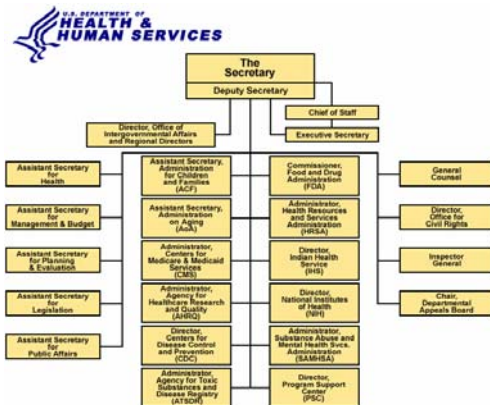 U.S. DEPARTMENT OF
HEALTH &
HUMAN SERVICES
The
Secretary
Deputy Secretary
Chief of Staff
Executive Secretary
Director, Office of
Intergovernmental Affairs
and Regional Directors
Assistant Secretary
for
Health
Assistant Secretary
for
Management & Budget
Assistant Secretary
for Planning
& Evaluation
Assistant Secretary
for
Legislation
Assistant Secretary
for
Public Affairs
Assistant Secretary,
Administration
for Children
and Families
(ACF)
Assistant Secretary,
Administration
on Aging
(AoA)
Administrator,
Centers for
Medicare & Medicaid
Services
(CMS)
Administrator,
Agency for
Healthcare Research
and Quality
(AHRQ)
Director,
Centers for
Disease Control
and Prevention
(CDC)
Administrator,
Agency for Toxic
Substances and
Disease Registry
(ATSDR)
Commissioner,
Food and Drug
Administration
(FDA)
Administrator,
Health Resources
and Services
Administration
(HRSA)
Director,
Indian Health
Service
(IHS)
Director,
National Institutes
of Health
(NIH)
Administrator,
Substance Abuse and
Mental Health Svcs.
Administration
(SAMHSA)
Director,
Program Support
Center
(PSC)
General
Counsel
Director,
Office for
Civil Rights
Inspector
General
Chair,
Departmental
Appeals Board